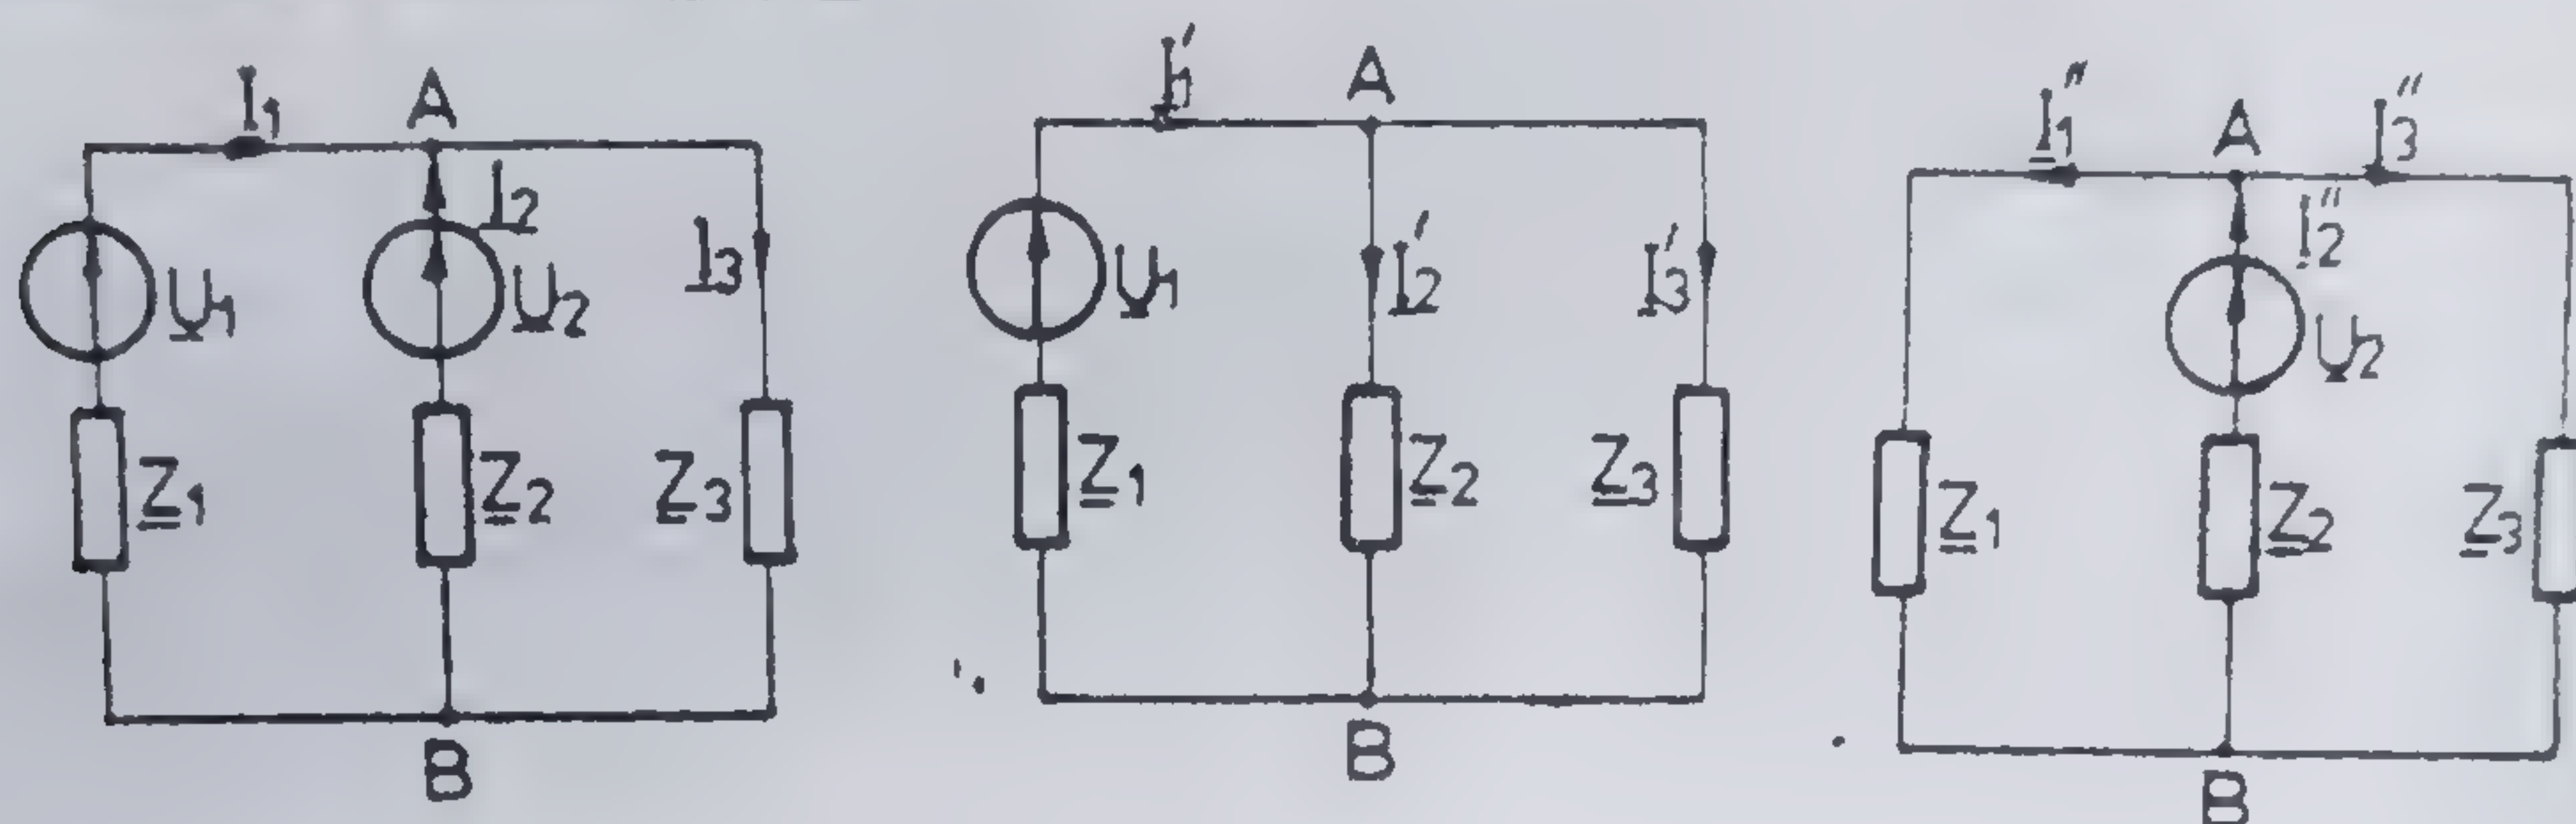 I1 A
I2
I3
U1 U2
Z1 Z2 Z3
B
I1' A
I2' I3'
U1
Z1 Z2 Z3
B
I1" A I3"
I2"
U2
Z1 Z2 Z3
B